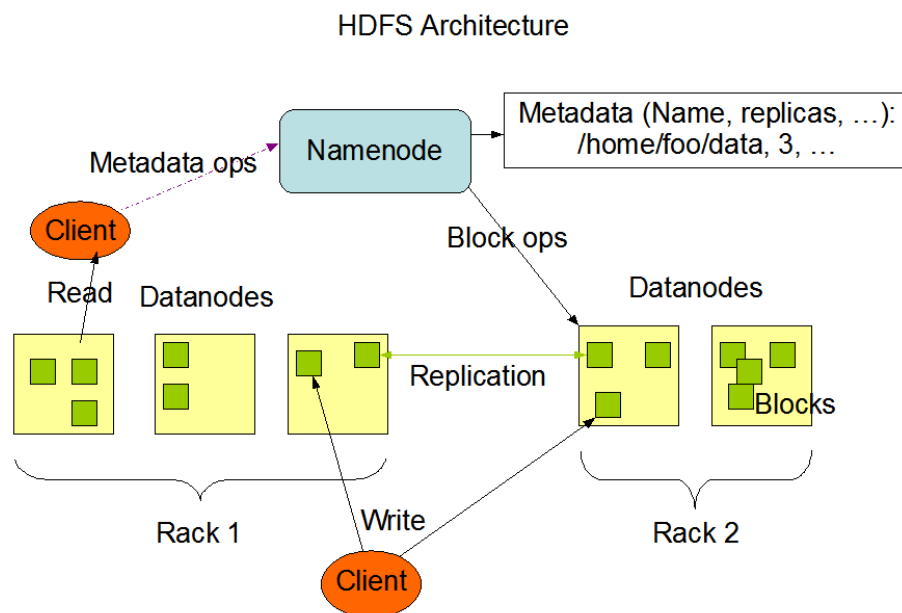 HDFS Architecture
Metadata (Name, replicas, …):
/home/foo/data, 3, …
Namenode
Metadata ops
Client
Block ops
Read
Datanodes
Datanodes
Replication
Blocks
Rack 1
Write
Rack 2
Client